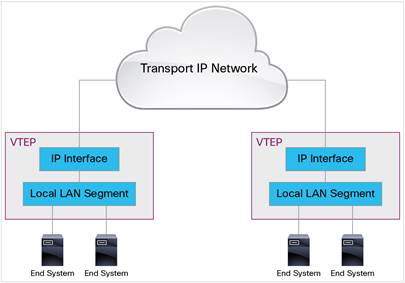 Transport IP Network
VTEP
IP Interface
Local LAN Segment
End System
End System
VTEP
IP Interface
Local LAN Segment
End System
End System